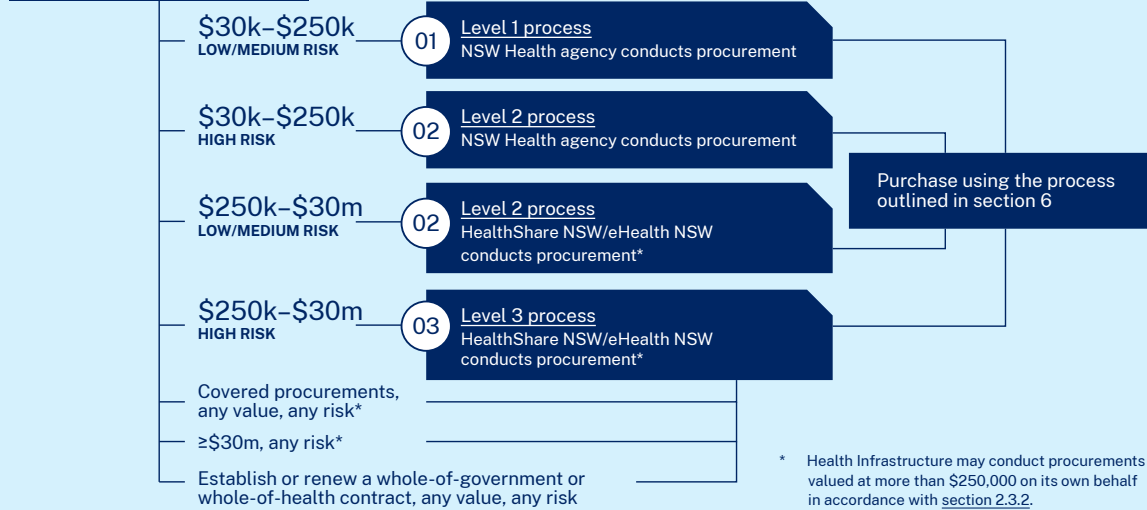 $30k–$250k
LOW/MEDIUM RISK
01
Level 1 process
NSW Health agency conducts procurement
$30k–$250k
HIGH RISK
02
Level 2 process
NSW Health agency conducts procurement
Purchase using the process
outlined in section 6
$250k–$30m
LOW/MEDIUM RISK
02
Level 2 process
HealthShare NSW/eHealth NSW
conducts procurement*
$250k–$30m
HIGH RISK
03
Level 3 process
HealthShare NSW/eHealth NSW
conducts procurement*
Covered procurements,
any value, any risk*
≥$30m, any risk*
Establish or renew a whole-of-government or
whole-of-health contract, any value, any risk
* Health Infrastructure may conduct procurements
valued at more than $250,000 on its own behalf
in accordance with section 2.3.2.